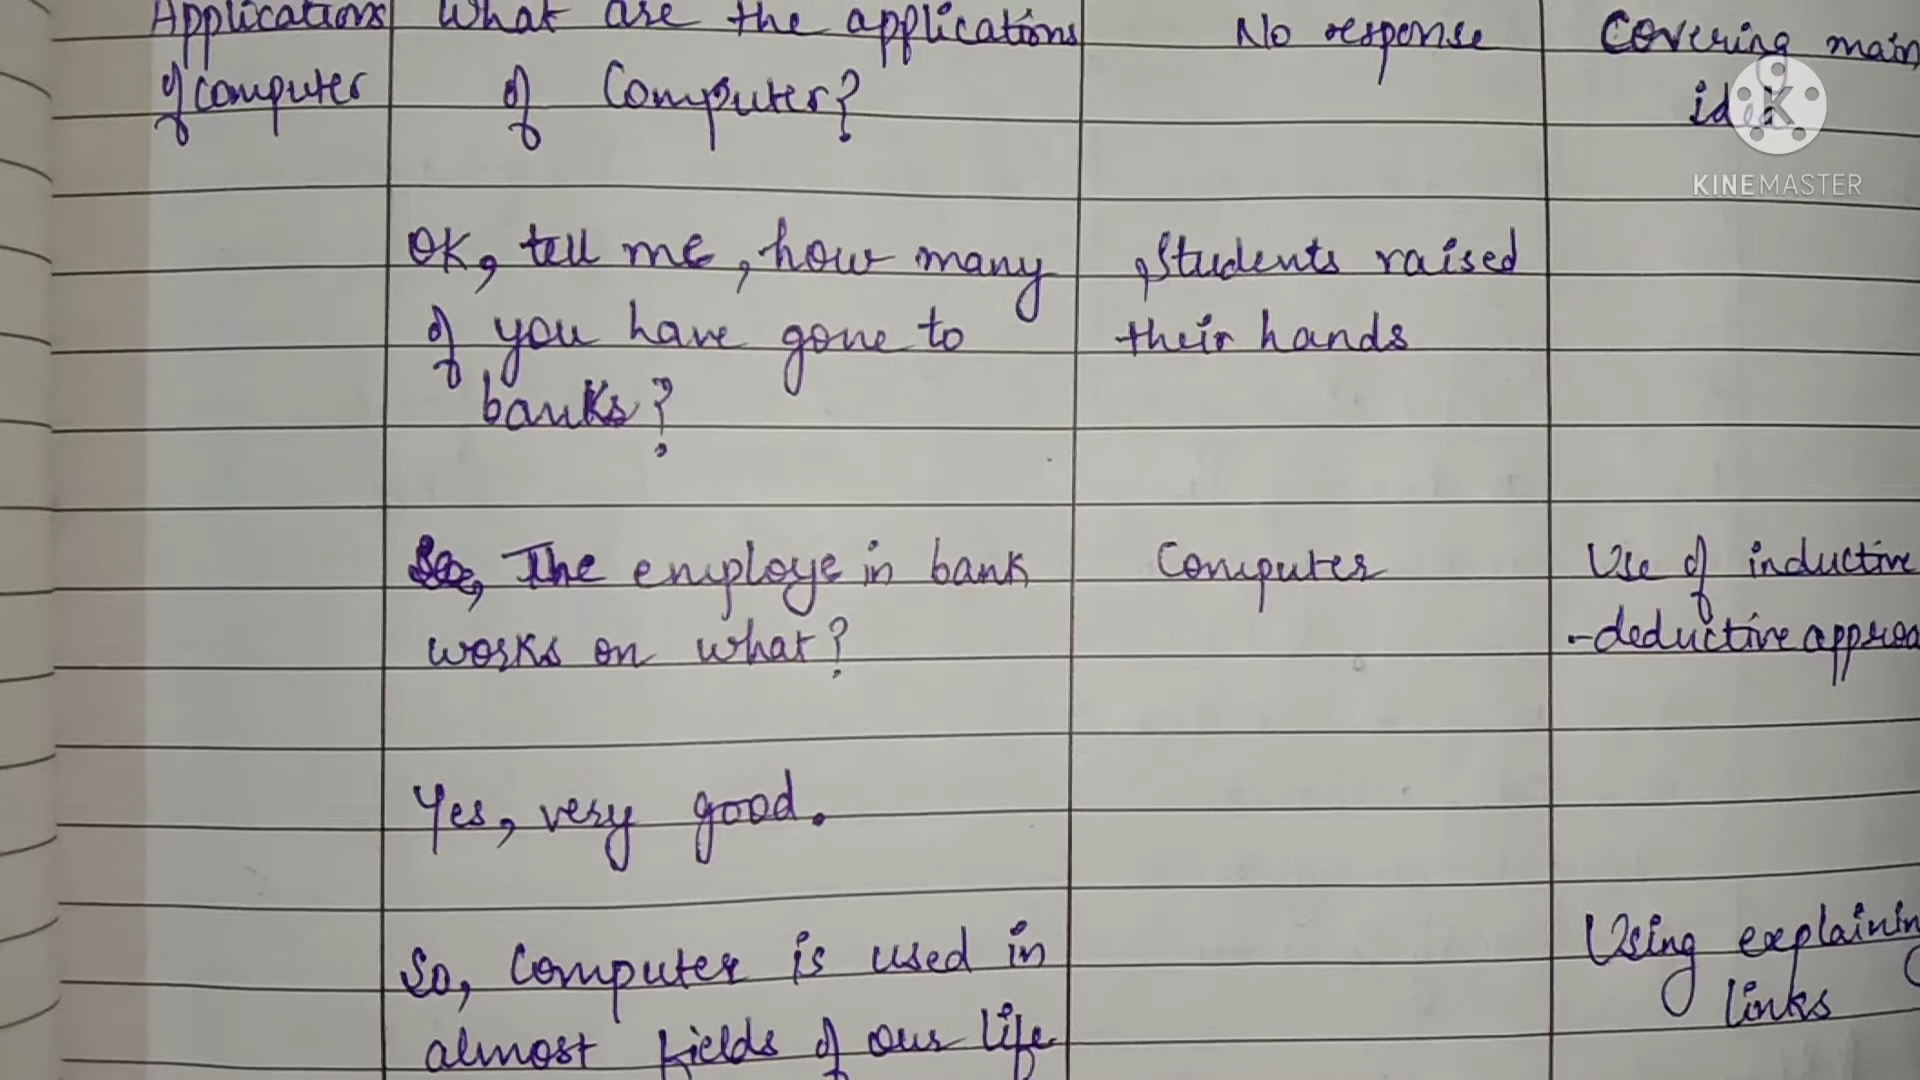 Applications What are the applications No response Covering main
of computer of Computer?
KINEMASTER
OK, tell me, how many Students raised
of you have gone to their hands
banks?
So, The employe in bank Computer Use of inductive
works on what? -deductive approa
Yes, very good.
So, Computer is used in Using explaining
almost fields of our life links